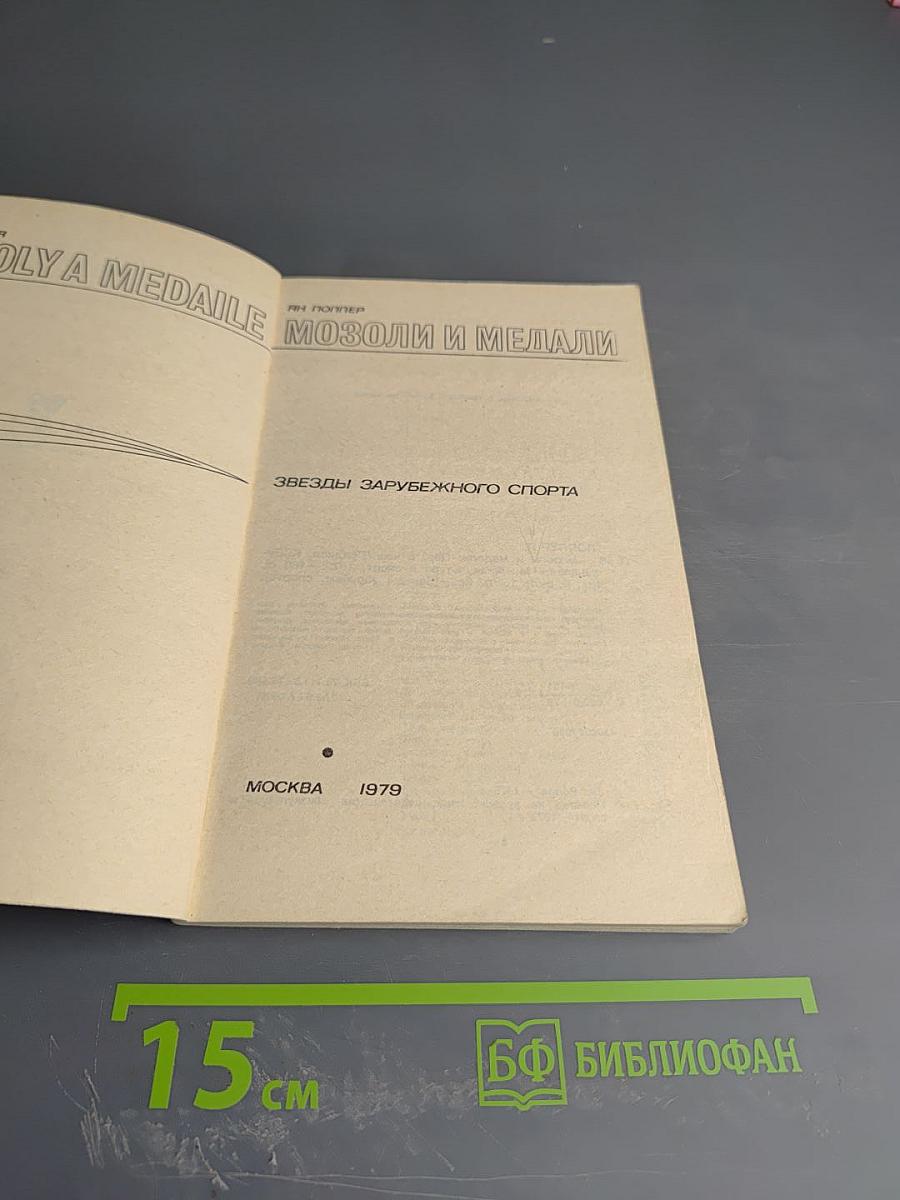 OLY A MEDAILE
ЯН ПОППЕР
МОЗОЛИ И МЕДАЛИ
ЗВЕЗДЫ ЗАРУБЕЖНОГО СПОРТА
МОСКВА 1979
15 см
БФ БИБЛИОФАН